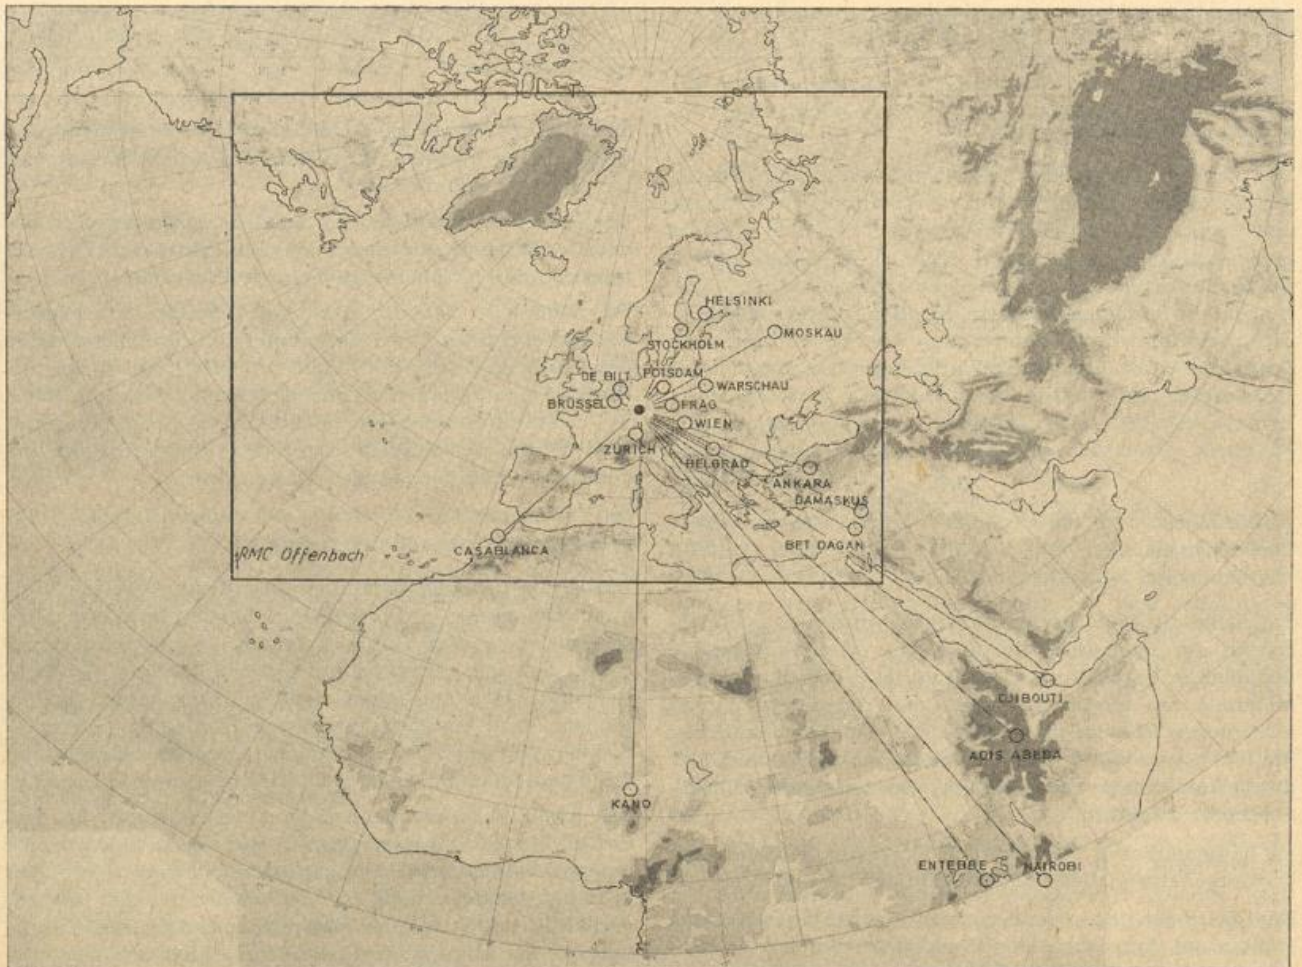 HELSINKI
MOSKAU
STOCKHOLM
POTSDAM
DE BILT
WARSCHAU
BRÜSSEL
PRAG
WIEN
ZÜRICH
BELGRAD
ANKARA
DAMASKUS
BET DAGAN
CASABLANCA
RMC Offenbach
DJIBOUTI
ADIS ABEBA
KANO
ENTEBBE
NAIROBI